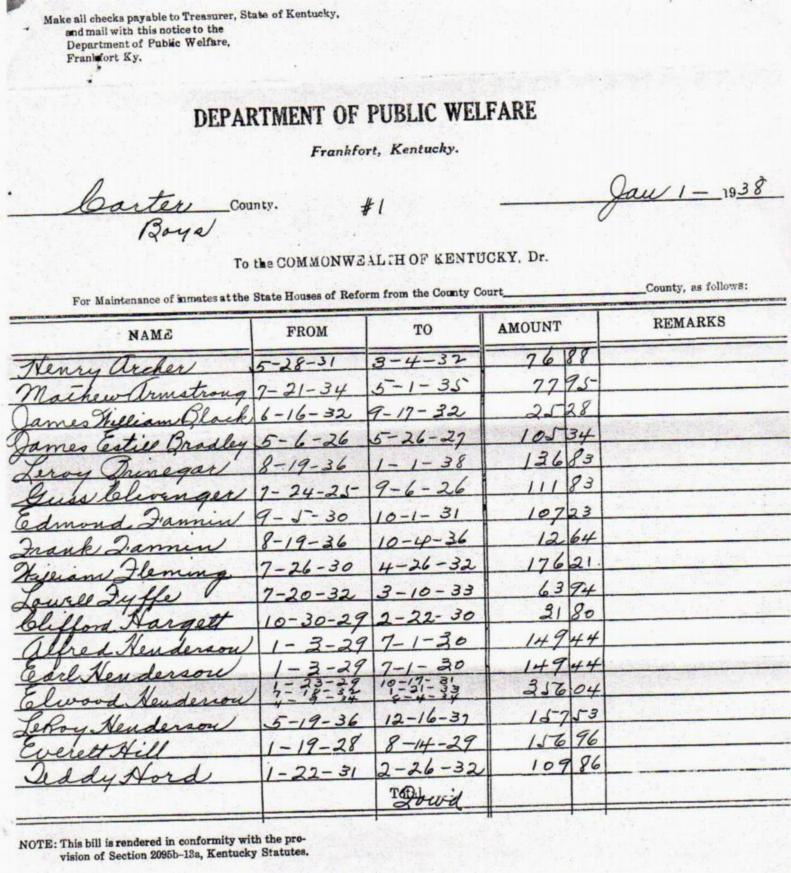 Make all checks payable to Treasurer, State of Kentucky,
and mail with this notice to the
Department of Public Welfare,
Frankfort Ky.
DEPARTMENT OF PUBLIC WELFARE
Frankfort, Kentucky.
Carter County. #1 Jan 1 - 1938
Boys
To the COMMONWEALTH OF KENTUCKY, Dr.
For Maintenance of inmates at the State Houses of Reform from the County Court County, as follows:
NAME FROM TO AMOUNT REMARKS
Henry Archer 5-28-31 3-4-32 76 88
Mathew Armstrong 7-21-34 5-1-35 77 95
James William Black 6-16-32 9-17-32 25 28
James Estill Bradley 5-6-26 5-26-27 105 34
Leroy 8-19-36 1-1-38 136 83
Guss Clevenger 7-24-25 9-6-26 111 83
Edmond Fannin 9-5-30 10-1-31 107 23
Frank Fannin 8-19-36 10-4-36 12 64
William Fleming 7-26-30 4-26-32 176 21
Lowell Fyffe 7-20-32 3-10-33 63 94
Clifford Hargett 10-30-29 2-22-30 31 80
Alfred Henderson 1-3-29 7-1-30 149 44
Earl Henderson 1-3-29 7-1-30 149 44
Elwood Henderson 10-17-31 1-21-33 256 04
LeRoy Henderson 5-19-36 12-16-37 157 53
Everett Hill 1-19-28 8-14-29 156 96
Teddy Hord 1-22-31 2-26-32 109 86
Total
NOTE: This bill is rendered in conformity with the pro-
vision of Section 2095b-13a, Kentucky Statutes.